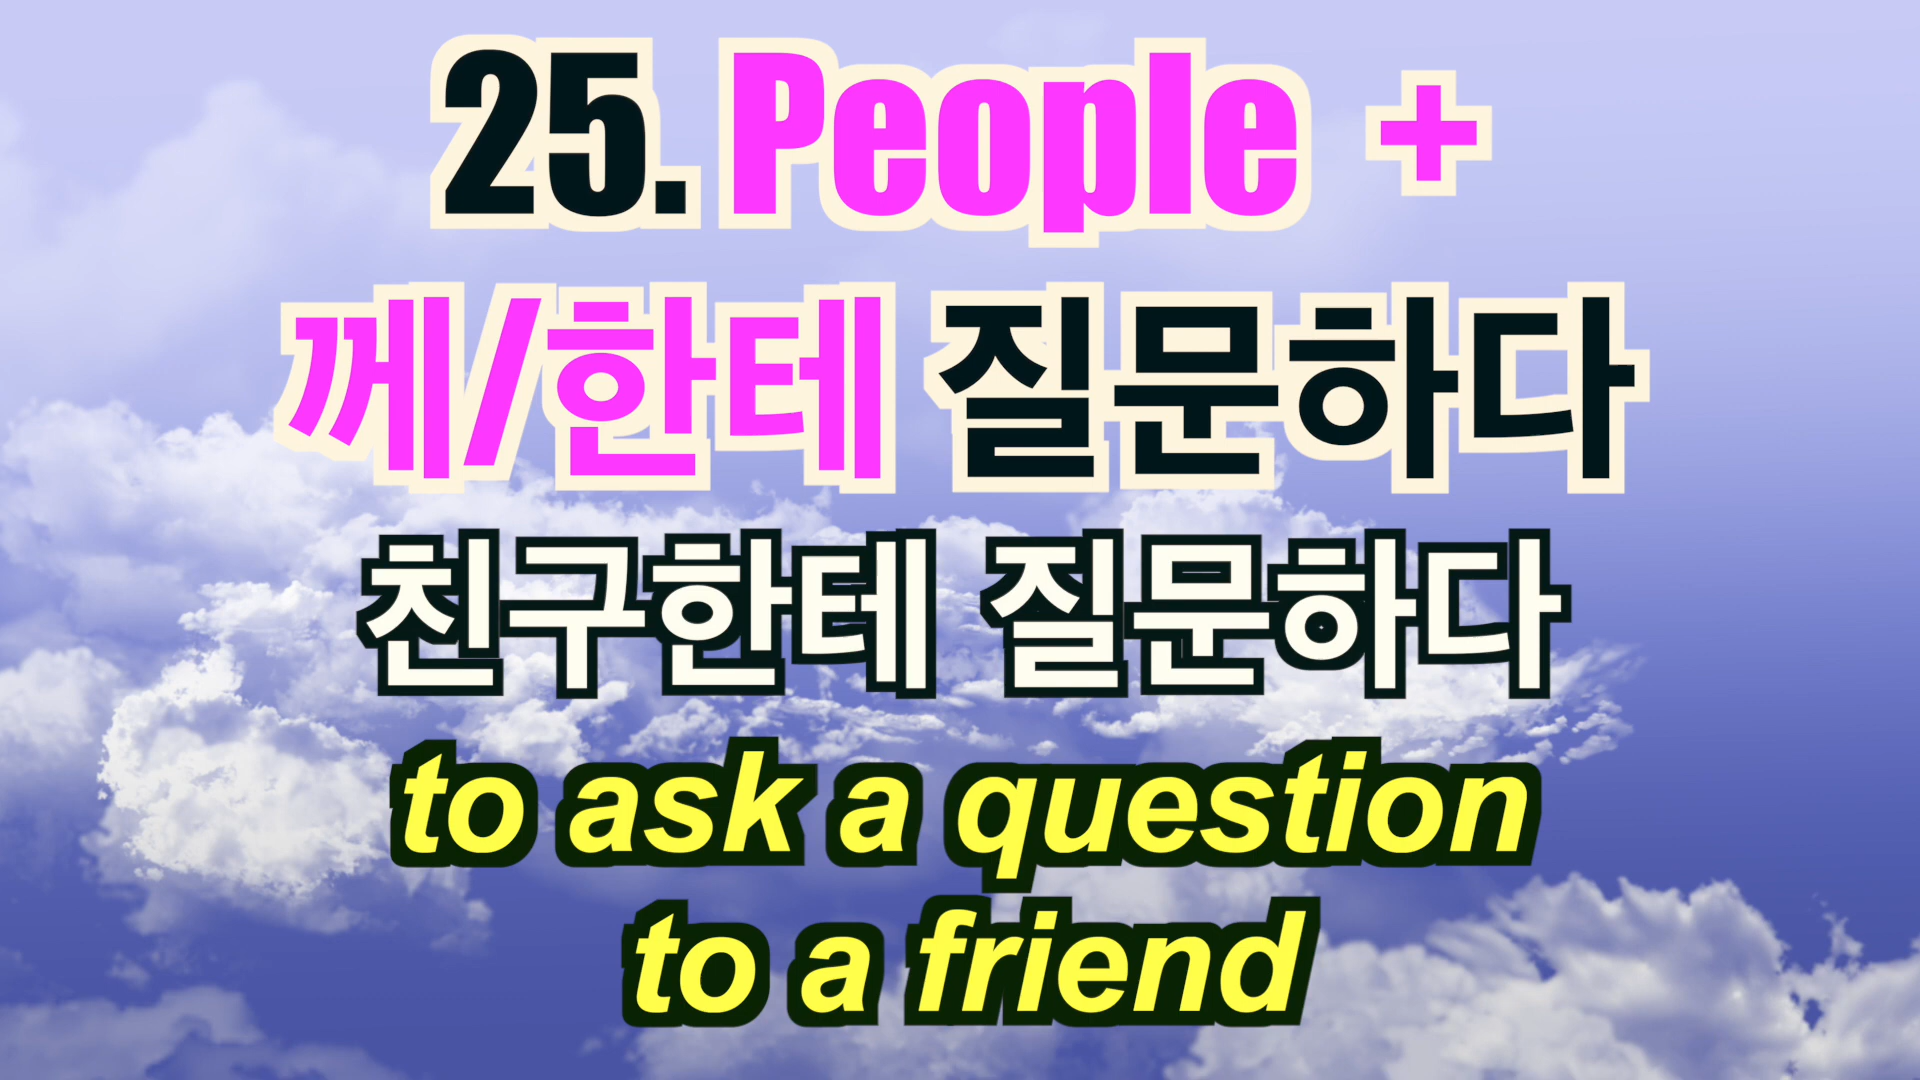 25. People +
께/한테 질문하다
친구한테 질문하다
to ask a question
to a friend